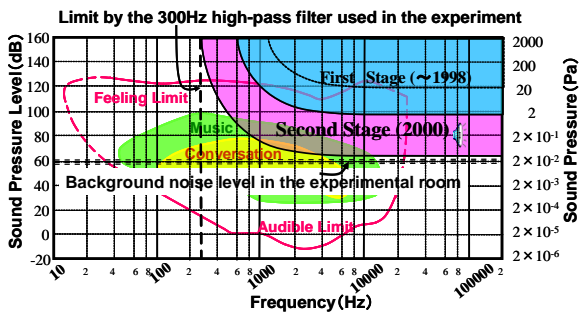 Limit by the 300Hz high-pass filter used in the experiment
Sound Pressure Level (dB)
160
140
120
100
80
60
40
20
0
-20
First Stage (～1998)
Feeling Limit
Music
Second Stage (2000)
Conversation
Background noise level in the experimental room
Audible Limit
2000
200
20
2
2×10⁻¹
2×10⁻²
2×10⁻³
2×10⁻⁴
2×10⁻⁵
2×10⁻⁶
Sound Pressure (Pa)
10 2 4 6 8 100 2 4 6 8 1000 2 4 6 8 10000 2 4 6 8 100000 2
Frequency (Hz)